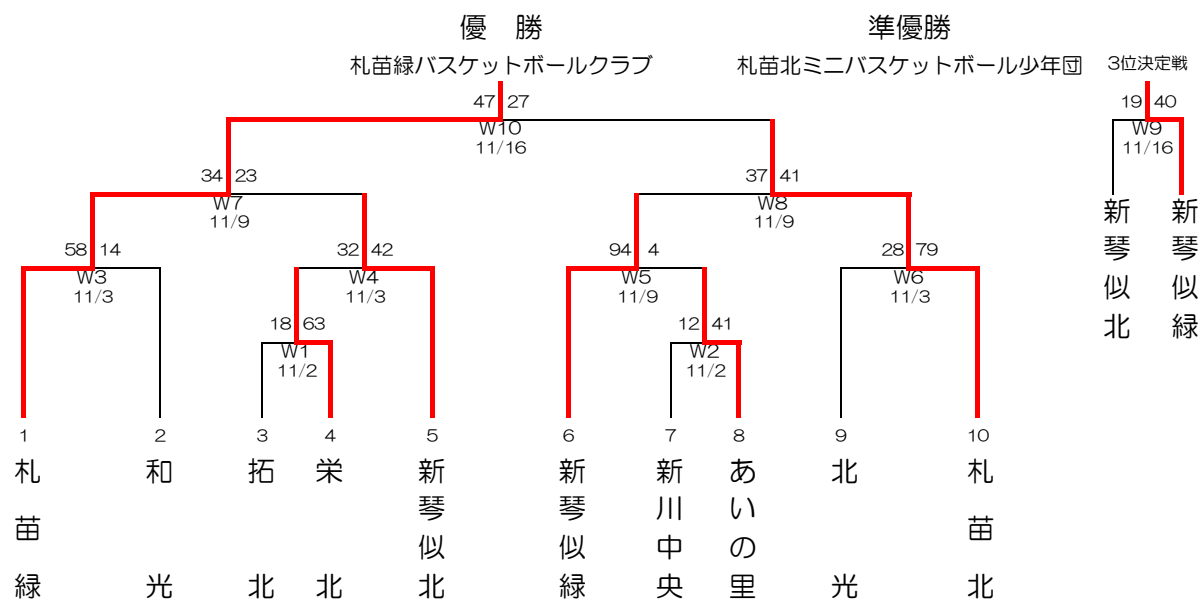 優　勝
準優勝
札苗緑バスケットボールクラブ
札苗北ミニバスケットボール少年団
3位決定戦
47 27
W10
11/16
19 40
W9
11/16
34 23
W7
11/9
37 41
W8
11/9
新琴似北
新琴似緑
58 14
W3
11/3
32 42
W4
11/3
94 4
W5
11/9
28 79
W6
11/3
18 63
W1
11/2
12 41
W2
11/2
1 2 3 4 5 6 7 8 9 10
札苗緑
和光
拓北
栄北
新琴似北
新琴似緑
新川中央
あいの里
北光
札苗北